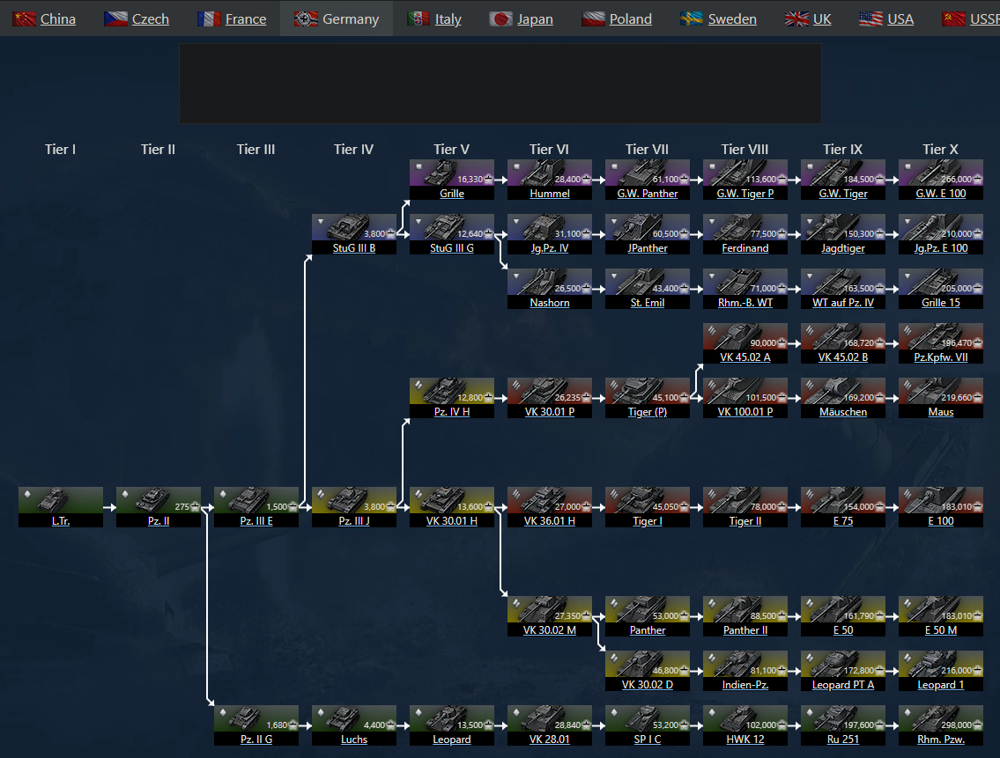 China Czech France Germany Italy Japan Poland Sweden UK USA USSR
Tier I Tier II Tier III Tier IV Tier V Tier VI Tier VII Tier VIII Tier IX Tier X
16,330 28,400 61,100 113,600 184,500 266,000
Grille Hummel G.W. Panther G.W. Tiger P G.W. Tiger G.W. E 100
3,800 12,640 31,100 60,500 77,500 150,300 210,000
StuG III B StuG III G Jg.Pz. IV JPanther Ferdinand Jagdtiger Jg.Pz. E 100
26,500 43,400 71,000 163,500 205,000
Nashorn St. Emil Rhm.-B. WT WT auf Pz. IV Grille 15
90,000 168,720 196,470
VK 45.02 A VK 45.02 B Pz.Kpfw. VII
12,800 26,235 45,100 101,500 169,200 219,660
Pz. IV H VK 30.01 P Tiger (P) VK 100.01 P Mäuschen Maus
275 1,500 3,800 13,600 27,000 45,050 78,000 154,000 183,010
L.Tr. Pz. II Pz. III E Pz. III J VK 30.01 H VK 36.01 H Tiger I Tiger II E 75 E 100
27,350 53,000 88,500 161,790 183,010
VK 30.02 M Panther Panther II E 50 E 50 M
46,800 81,100 172,800 216,000
VK 30.02 D Indien-Pz. Leopard PT A Leopard 1
1,680 4,400 13,500 28,840 53,200 102,000 197,600 298,000
Pz. II G Luchs Leopard VK 28.01 SP I C HWK 12 Ru 251 Rhm. Pzw.